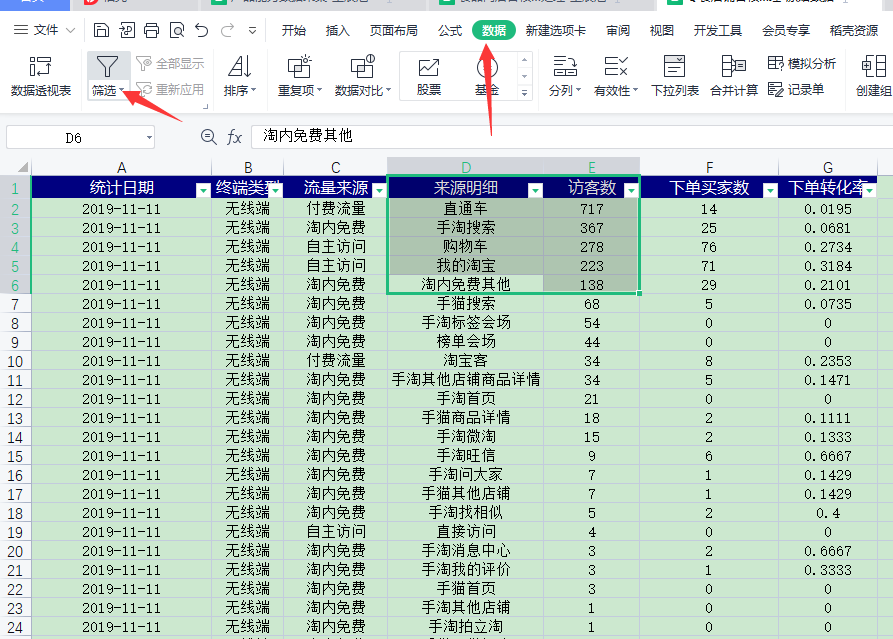 文件 开始 插入 页面布局 公式 数据 新建选项卡 审阅 视图 开发工具 会员专享 稻壳资源
数据透视表 筛选 全部显示 重新应用 排序 重复项 数据对比 股票 基金 分列 有效性 下拉列表 合并计算 模拟分析 记录单 创建组
D6 fx 淘内免费其他
A B C D E F G
1 统计日期 终端类型 流量来源 来源明细 访客数 下单买家数 下单转化率
2 2019-11-11 无线端 付费流量 直通车 717 14 0.0195
3 2019-11-11 无线端 淘内免费 手淘搜索 367 25 0.0681
4 2019-11-11 无线端 自主访问 购物车 278 76 0.2734
5 2019-11-11 无线端 自主访问 我的淘宝 223 71 0.3184
6 2019-11-11 无线端 淘内免费 淘内免费其他 138 29 0.2101
7 2019-11-11 无线端 淘内免费 手猫搜索 68 5 0.0735
8 2019-11-11 无线端 淘内免费 手淘标签会场 54 0 0
9 2019-11-11 无线端 淘内免费 榜单会场 44 0 0
10 2019-11-11 无线端 付费流量 淘宝客 34 8 0.2353
11 2019-11-11 无线端 淘内免费 手淘其他店铺商品详情 34 5 0.1471
12 2019-11-11 无线端 淘内免费 手淘首页 21 0 0
13 2019-11-11 无线端 淘内免费 手猫商品详情 18 2 0.1111
14 2019-11-11 无线端 淘内免费 手淘微淘 15 2 0.1333
15 2019-11-11 无线端 淘内免费 手淘旺信 9 6 0.6667
16 2019-11-11 无线端 淘内免费 手淘问大家 7 1 0.1429
17 2019-11-11 无线端 淘内免费 手猫其他店铺 7 1 0.1429
18 2019-11-11 无线端 淘内免费 手淘找相似 5 2 0.4
19 2019-11-11 无线端 自主访问 直接访问 4 0 0
20 2019-11-11 无线端 淘内免费 手淘消息中心 3 2 0.6667
21 2019-11-11 无线端 淘内免费 手淘我的评价 3 1 0.3333
22 2019-11-11 无线端 淘内免费 手猫首页 3 0 0
23 2019-11-11 无线端 淘内免费 手淘其他店铺 1 0 0
24 2019-11-11 无线端 淘内免费 手淘拍立淘 1 0 0